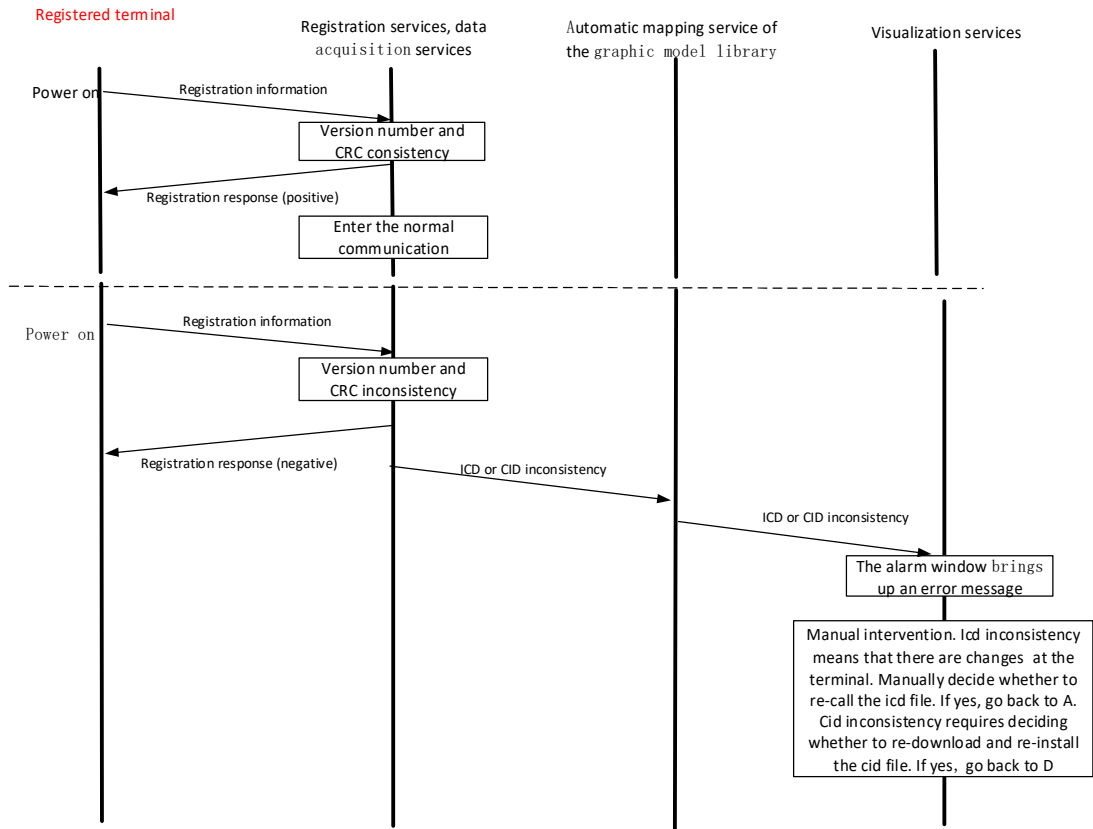 Registered terminal
Registration services, data
acquisition services
Automatic mapping service of
the graphic model library
Visualization services
Power on
Registration information
Version number and
CRC consistency
Registration response (positive)
Enter the normal
communication
Power on
Registration information
Version number and
CRC inconsistency
Registration response (negative)
ICD or CID inconsistency
ICD or CID inconsistency
The alarm window brings
up an error message
Manual intervention. Icd inconsistency
means that there are changes at the
terminal. Manually decide whether to
re-call the icd file. If yes, go back to A.
Cid inconsistency requires deciding
whether to re-download and re-install
the cid file. If yes, go back to D